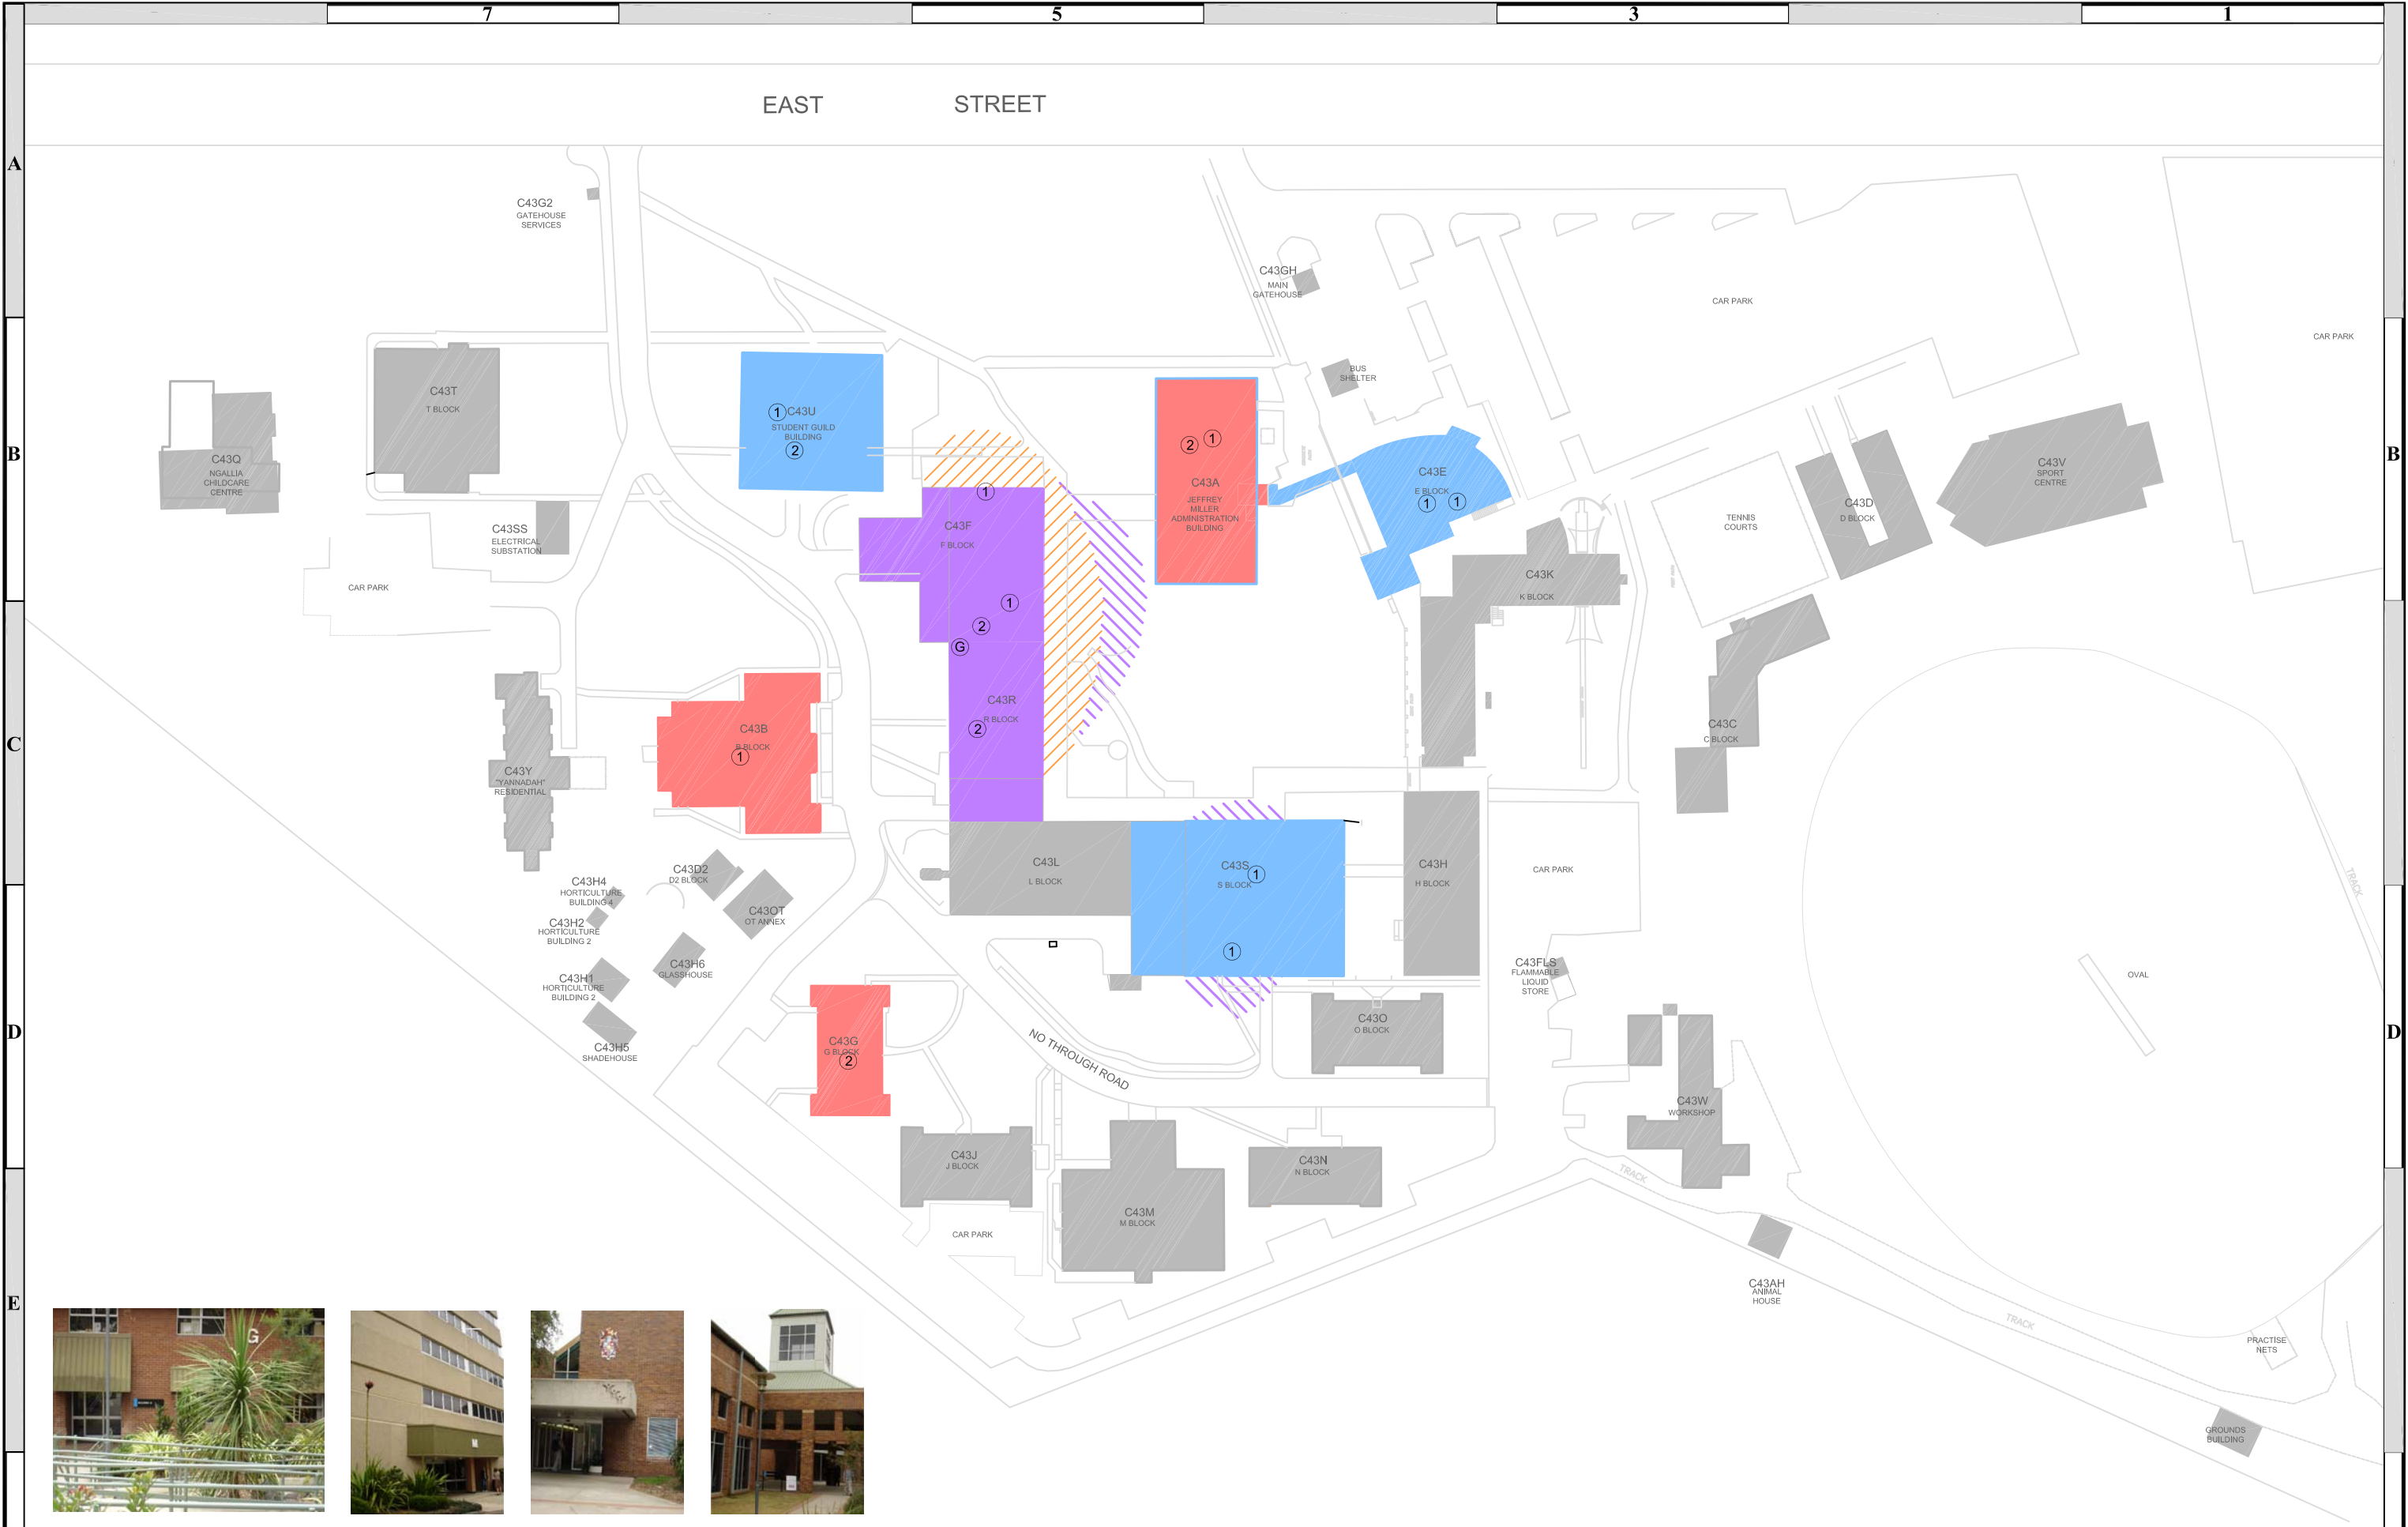 7
5
3
1
EAST STREET
A
C43G2
GATEHOUSE
SERVICES
C43GH
MAIN
GATEHOUSE
CAR PARK
CAR PARK
BUS
SHELTER
B
B
C43T
T BLOCK
C43U
1
STUDENT GUILD
BUILDING
2
2
1
C43A
JEFFREY
MILLER
ADMINISTRATION
BUILDING
C43E
E BLOCK
1
1
C43Q
NGALLIA
CHILDCARE
CENTRE
C43V
SPORT
CENTRE
C43D
D BLOCK
TENNIS
COURTS
1
C43F
F BLOCK
C43SS
ELECTRICAL
SUBSTATION
CAR PARK
C43K
K BLOCK
1
2
G
C43R
R BLOCK
2
C43B
B BLOCK
1
C
C
C43C
C BLOCK
C43Y
"YANNADAH"
RESIDENTIAL
C43D2
D2 BLOCK
C43L
L BLOCK
C43S
1
S BLOCK
1
C43H
H BLOCK
CAR PARK
TRACK
C43H4
HORTICULTURE
BUILDING 4
C43OT
OT ANNEX
C43H2
HORTICULTURE
BUILDING 2
C43H6
GLASSHOUSE
C43H1
HORTICULTURE
BUILDING 2
C43FLS
FLAMMABLE
LIQUID
STORE
OVAL
D
D
C43H5
SHADEHOUSE
C43G
G BLOCK
2
NO THROUGH ROAD
C43O
O BLOCK
C43W
WORKSHOP
C43J
J BLOCK
C43N
N BLOCK
TRACK
C43M
M BLOCK
CAR PARK
C43AH
ANIMAL
HOUSE
E
TRACK
PRACTISE
NETS
GROUNDS
BUILDING
G